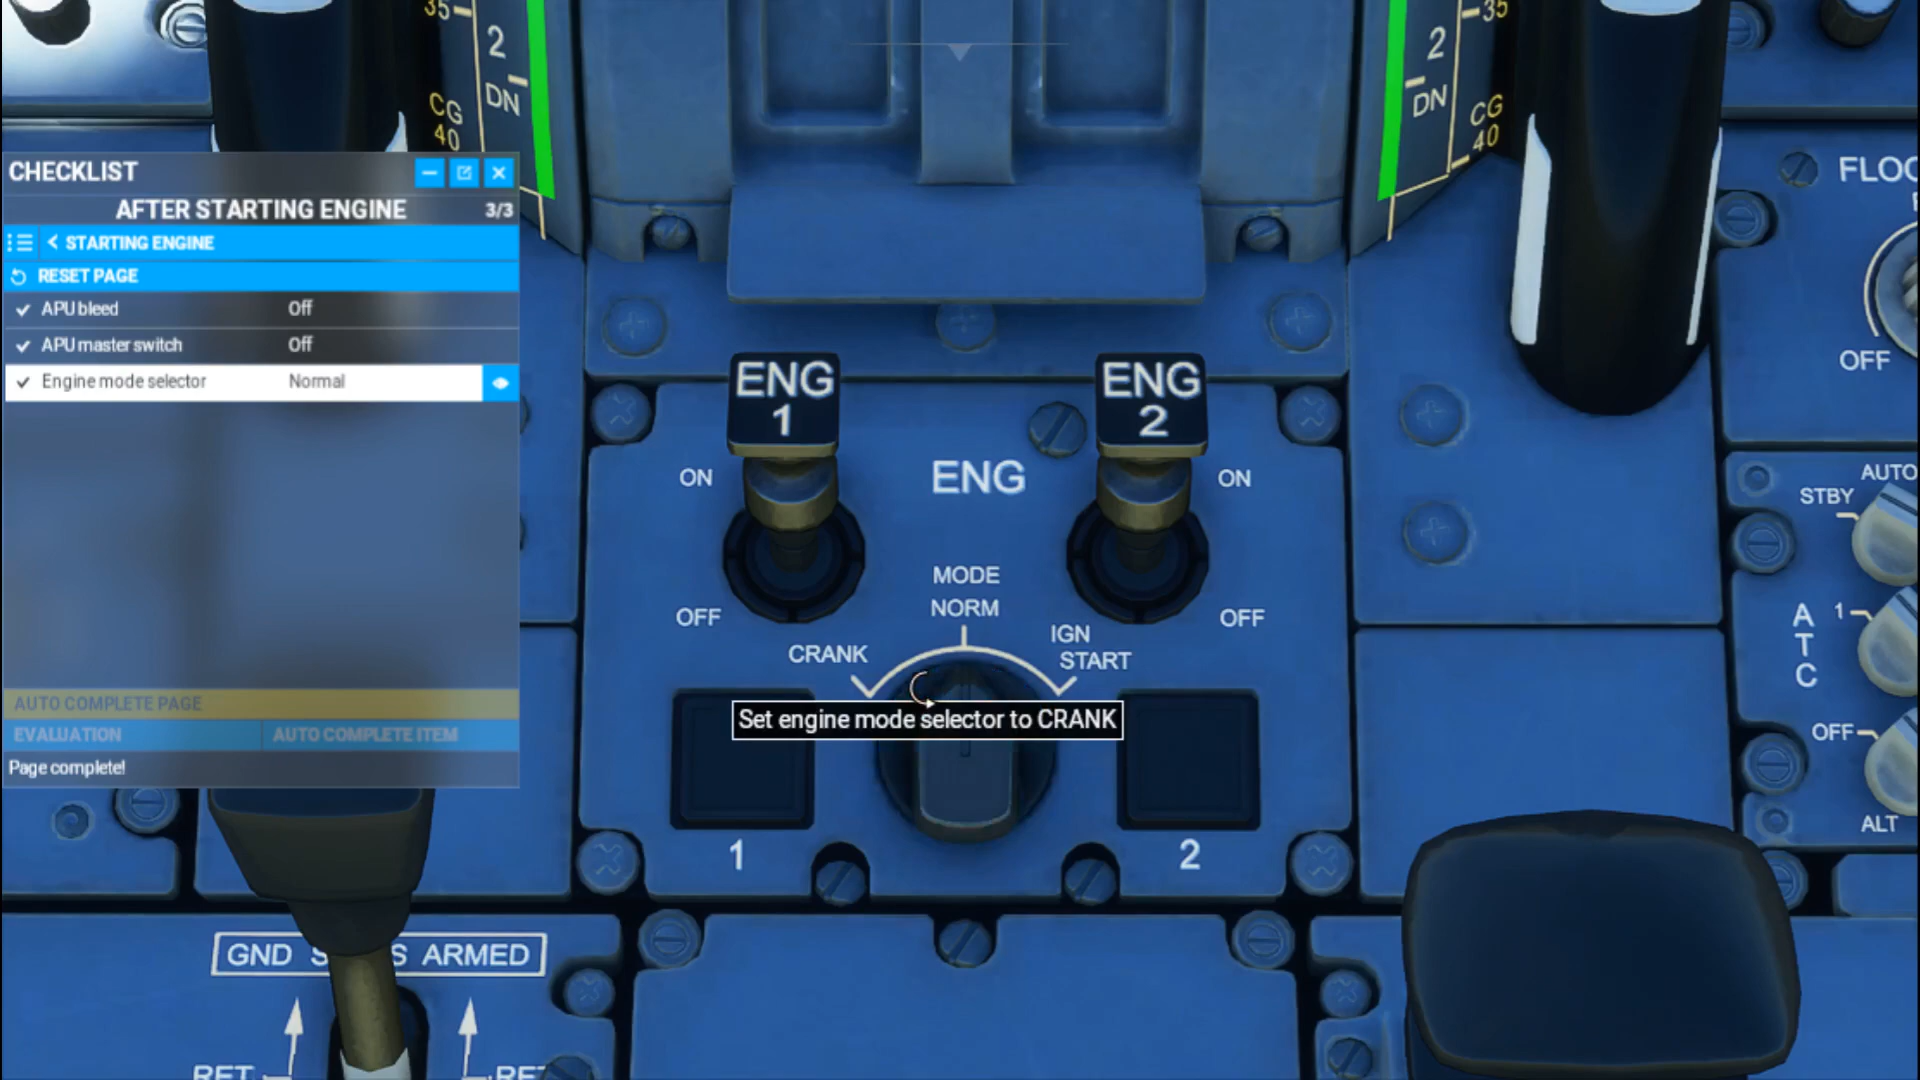 35
2
DN
CG
40
35
2
DN
CG
40
CHECKLIST
AFTER STARTING ENGINE 3/3
< STARTING ENGINE
RESET PAGE
APU bleed Off
APU master switch Off
Engine mode selector Normal
AUTO COMPLETE PAGE
EVALUATION AUTO COMPLETE ITEM
Page complete!
ENG
1
ENG
2
ON
ENG
ON
MODE
NORM
OFF
OFF
CRANK
IGN
START
Set engine mode selector to CRANK
1
2
OFF
AUTO
STBY
ATC
1
OFF
ALT
GND
ARMED
RET